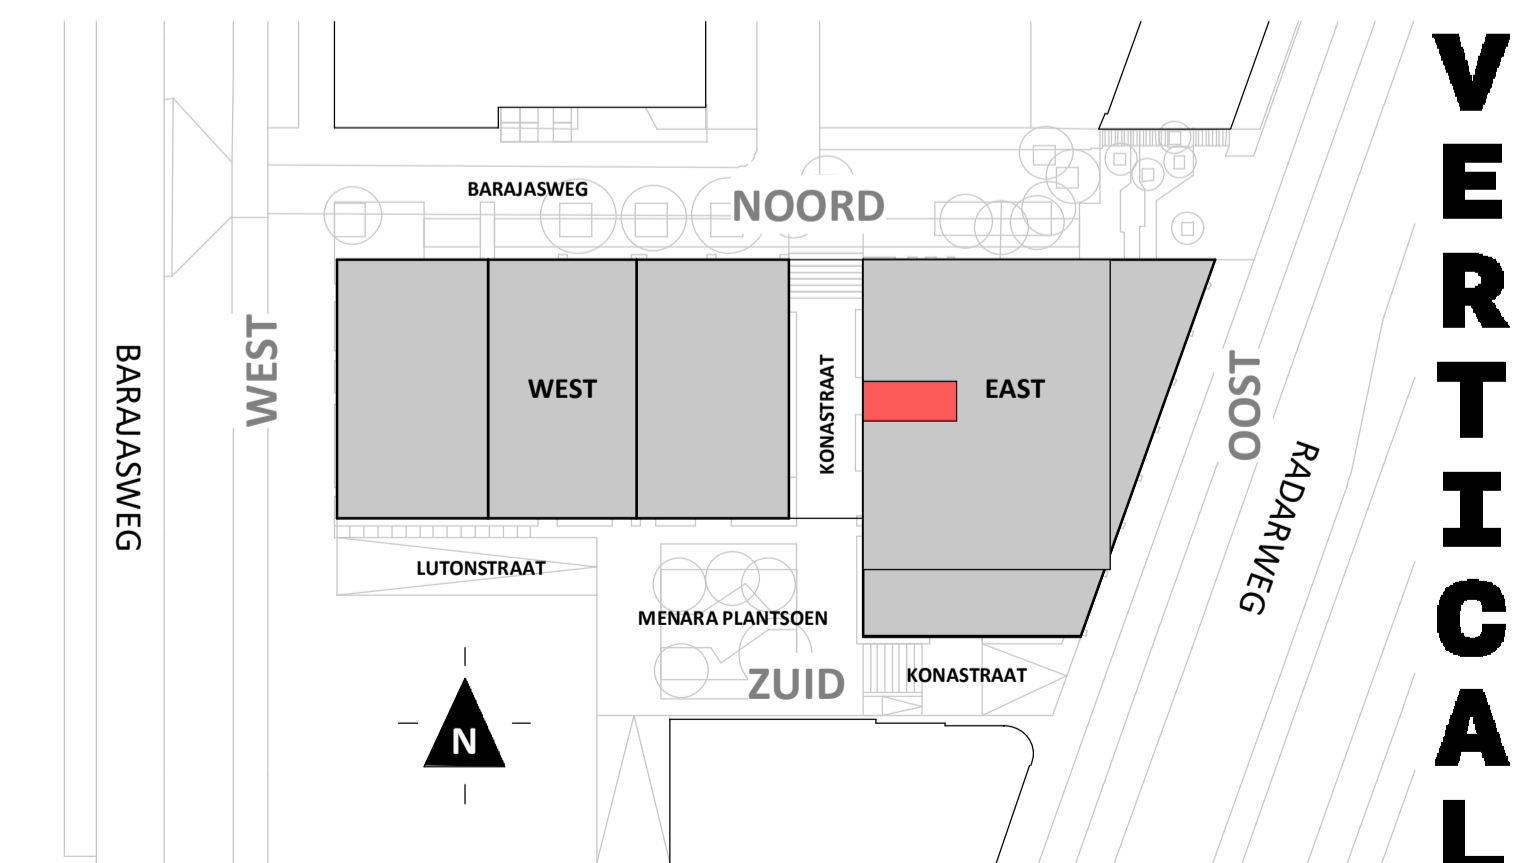 BARAJASWEG
NOORD
WEST
BARAJASWEG
WEST
KONASTRAAT
EAST
OOST
RADARWEG
LUTONSTRAAT
MENARA PLANTSOEN
ZUID
KONASTRAAT
N
VERTICAL